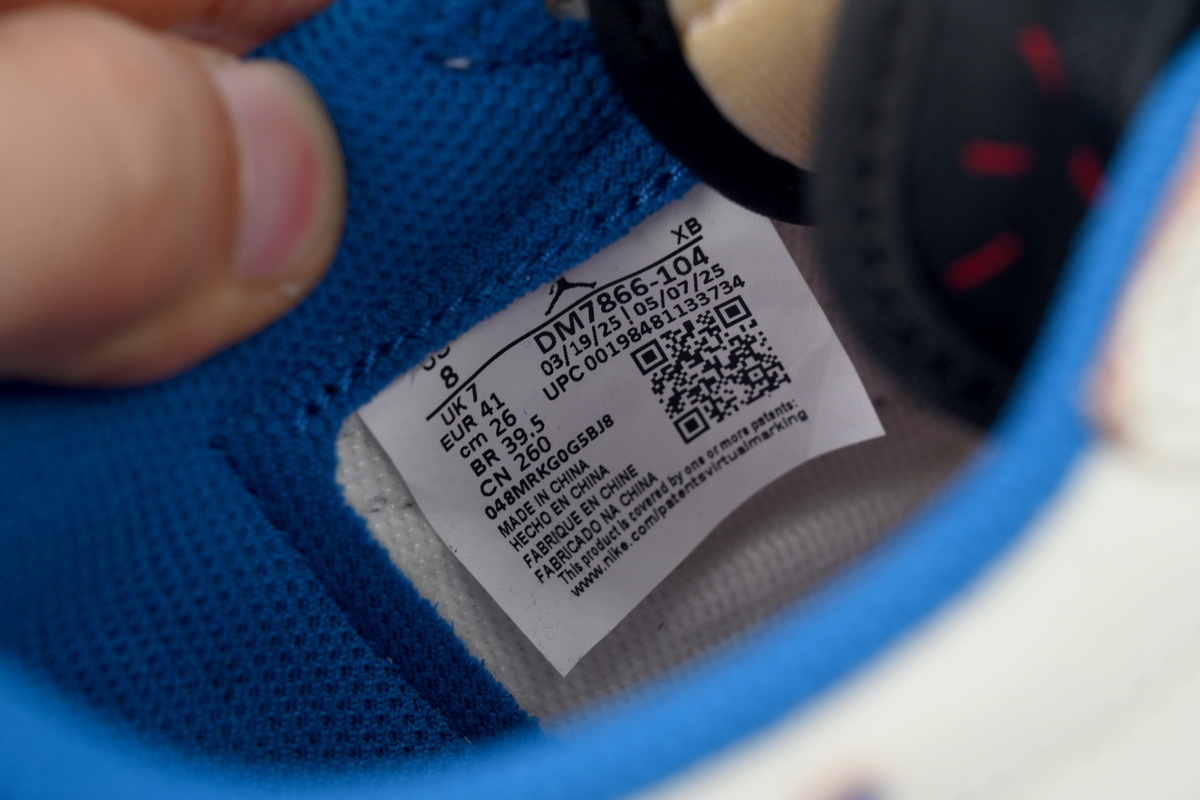 XB
US
8
UK 7
EUR 41
cm 26
BR 39.5
CN 260
DM7866-104
03/19/25 | 05/07/25
UPC 00198481133734
048MRKG0G5BJ8
MADE IN CHINA
HECHO EN CHINA
FABRIQUE EN CHINE
FABRICADO NA CHINA
This product is covered by one or more patents:
www.nike.com/patentsvirtualmarking